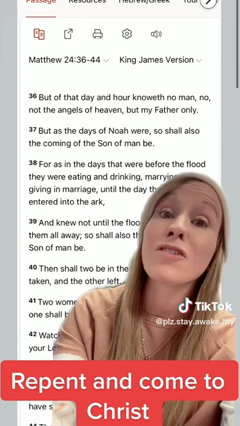 Passage Resources Hebrew/Greek
Matthew 24:36-44 King James Version
36 But of that day and hour knoweth no man, no,
not the angels of heaven, but my Father only.
37 But as the days of Noah were, so shall also
the coming of the Son of man be.
38 For as in the days that were before the flood
they were eating and drinking, marrying
giving in marriage, until the day
entered into the ark,
39 And knew not until the
them all away; so shall also
Son of man be.
40 Then shall two be in the
taken, and the other left.
41 Two
one shall
42
your
TikTok
@plz.stay.awake.itty
Repent and come to
Christ
have
44